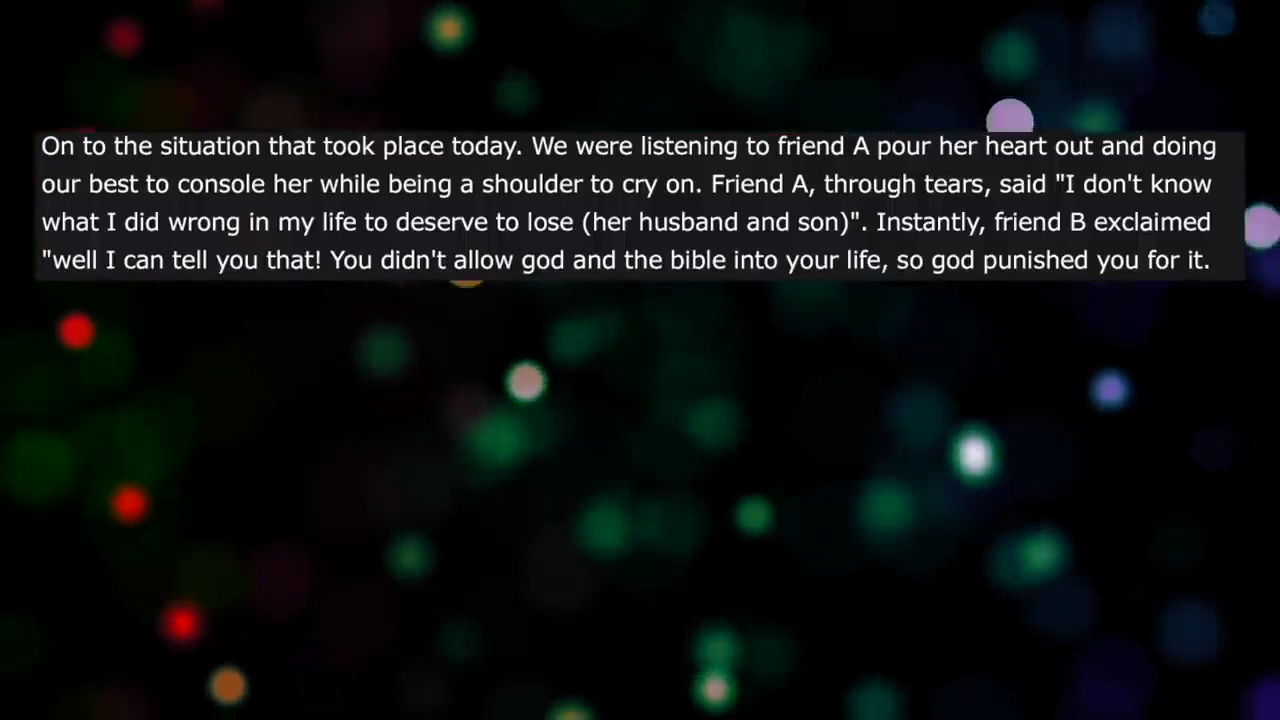 On to the situation that took place today. We were listening to friend A pour her heart out and doing
our best to console her while being a shoulder to cry on. Friend A, through tears, said "I don't know
what I did wrong in my life to deserve to lose (her husband and son)". Instantly, friend B exclaimed
"well I can tell you that! You didn't allow god and the bible into your life, so god punished you for it.